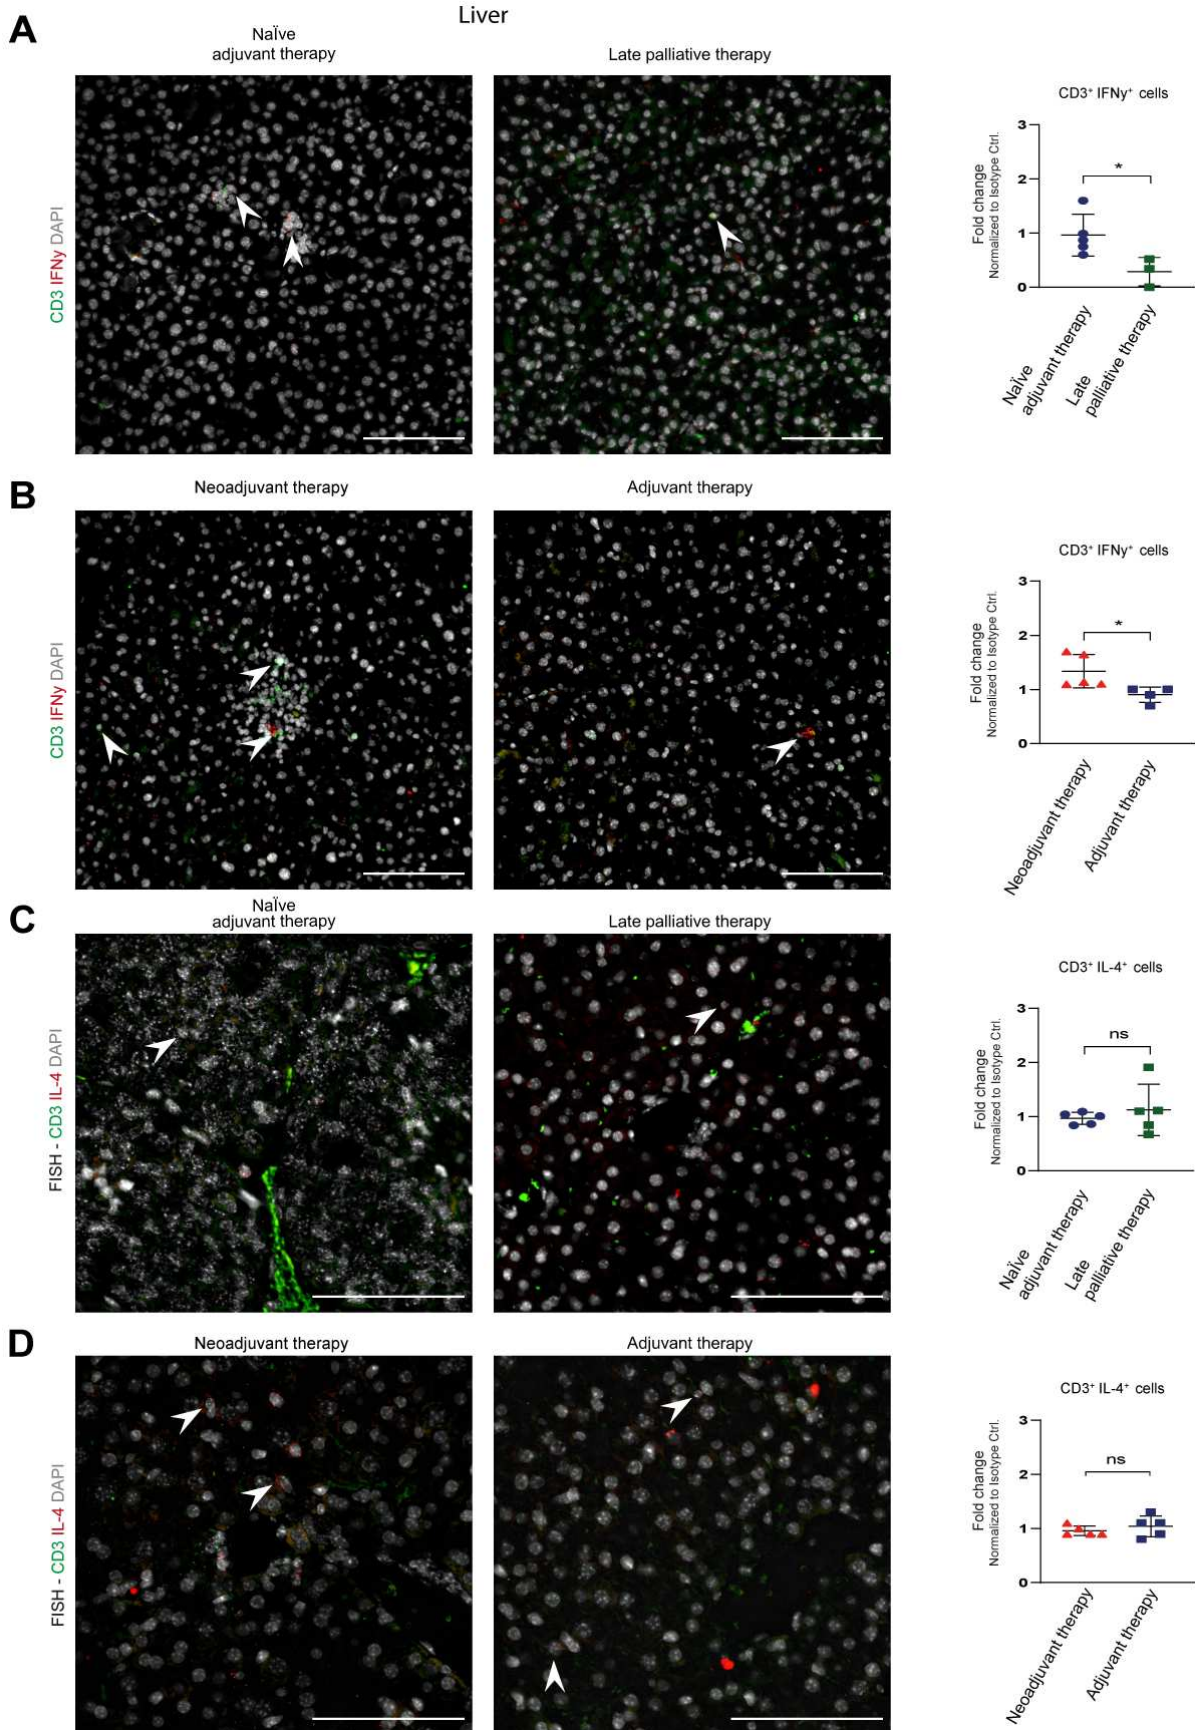 Liver
A
NaÏve
adjuvant therapy
Late palliative therapy
CD3 IFNy DAPI
CD3⁺ IFNy⁺ cells
Fold change
Normalized to Isotype Ctrl.
3
2
1
0
*
NaÏve
adjuvant therapy
Late
palliative therapy
B
Neoadjuvant therapy
Adjuvant therapy
CD3 IFNy DAPI
CD3⁺ IFNy⁺ cells
Fold change
Normalized to Isotype Ctrl.
3
2
1
0
*
Neoadjuvant therapy
Adjuvant therapy
C
NaÏve
adjuvant therapy
Late palliative therapy
FISH - CD3 IL-4 DAPI
CD3⁺ IL-4⁺ cells
Fold change
Normalized to Isotype Ctrl.
3
2
1
0
ns
NaÏve
adjuvant therapy
Late
palliative therapy
D
Neoadjuvant therapy
Adjuvant therapy
FISH - CD3 IL-4 DAPI
CD3⁺ IL-4⁺ cells
Fold change
Normalized to Isotype Ctrl.
3
2
1
0
ns
Neoadjuvant therapy
Adjuvant therapy